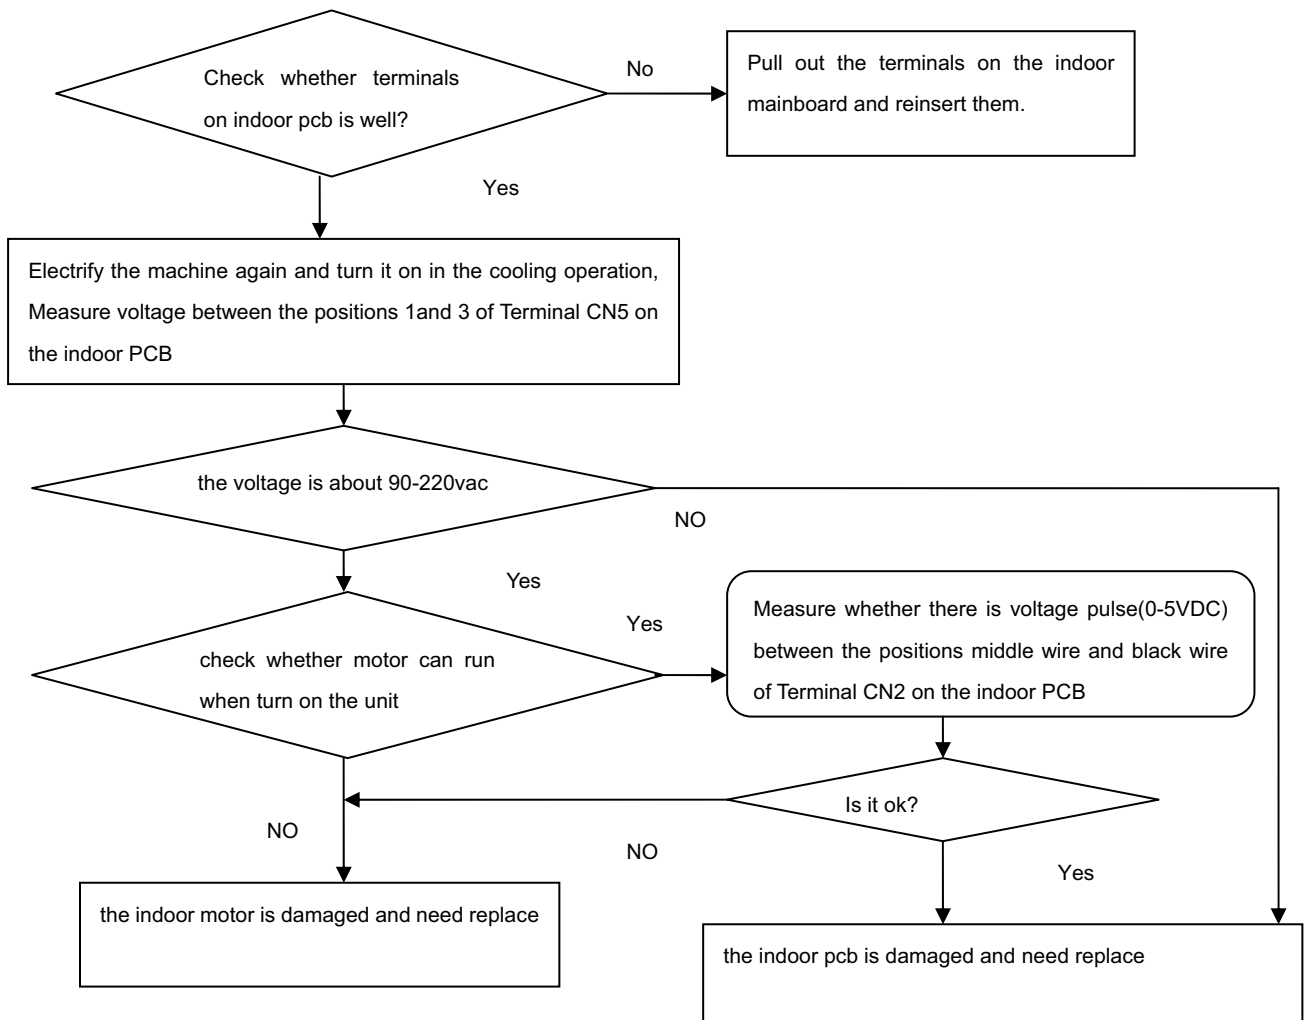 Check whether terminals
on indoor pcb is well?
No
Pull out the terminals on the indoor
mainboard and reinsert them.
Yes
Electrify the machine again and turn it on in the cooling operation,
Measure voltage between the positions 1and 3 of Terminal CN5 on
the indoor PCB
the voltage is about 90-220vac
NO
Yes
check whether motor can run
when turn on the unit
Yes
Measure whether there is voltage pulse(0-5VDC)
between the positions middle wire and black wire
of Terminal CN2 on the indoor PCB
Is it ok?
NO
NO
Yes
the indoor motor is damaged and need replace
the indoor pcb is damaged and need replace